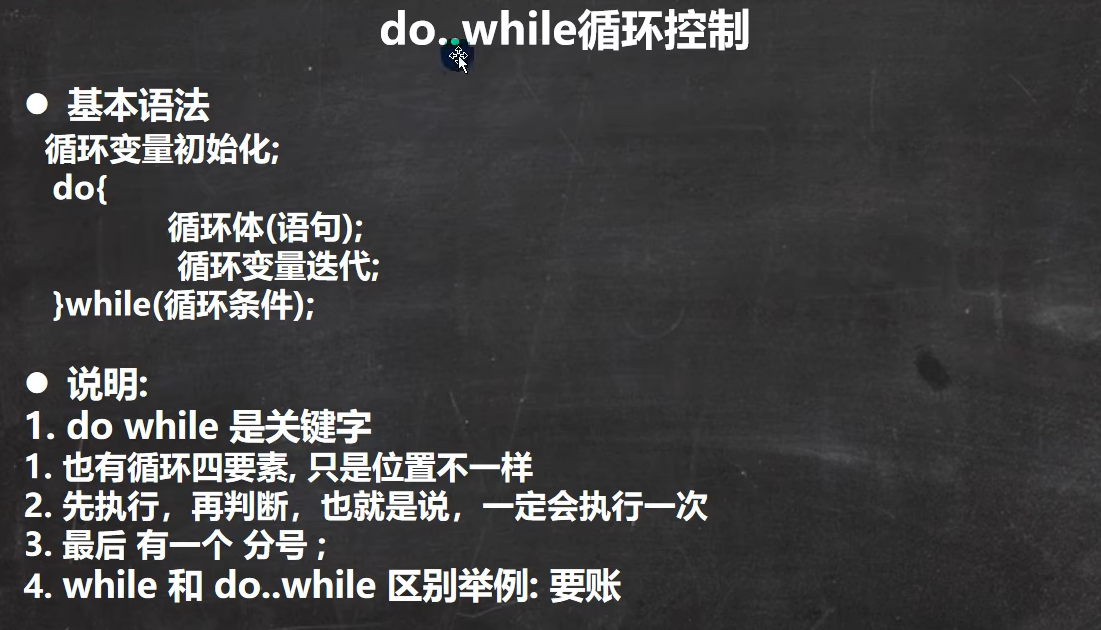 do..while循环控制
● 基本语法
循环变量初始化;
do{
循环体(语句);
循环变量迭代;
}while(循环条件);
● 说明:
1. do while 是关键字
1. 也有循环四要素, 只是位置不一样
2. 先执行，再判断，也就是说，一定会执行一次
3. 最后 有一个 分号 ;
4. while 和 do..while 区别举例: 要账